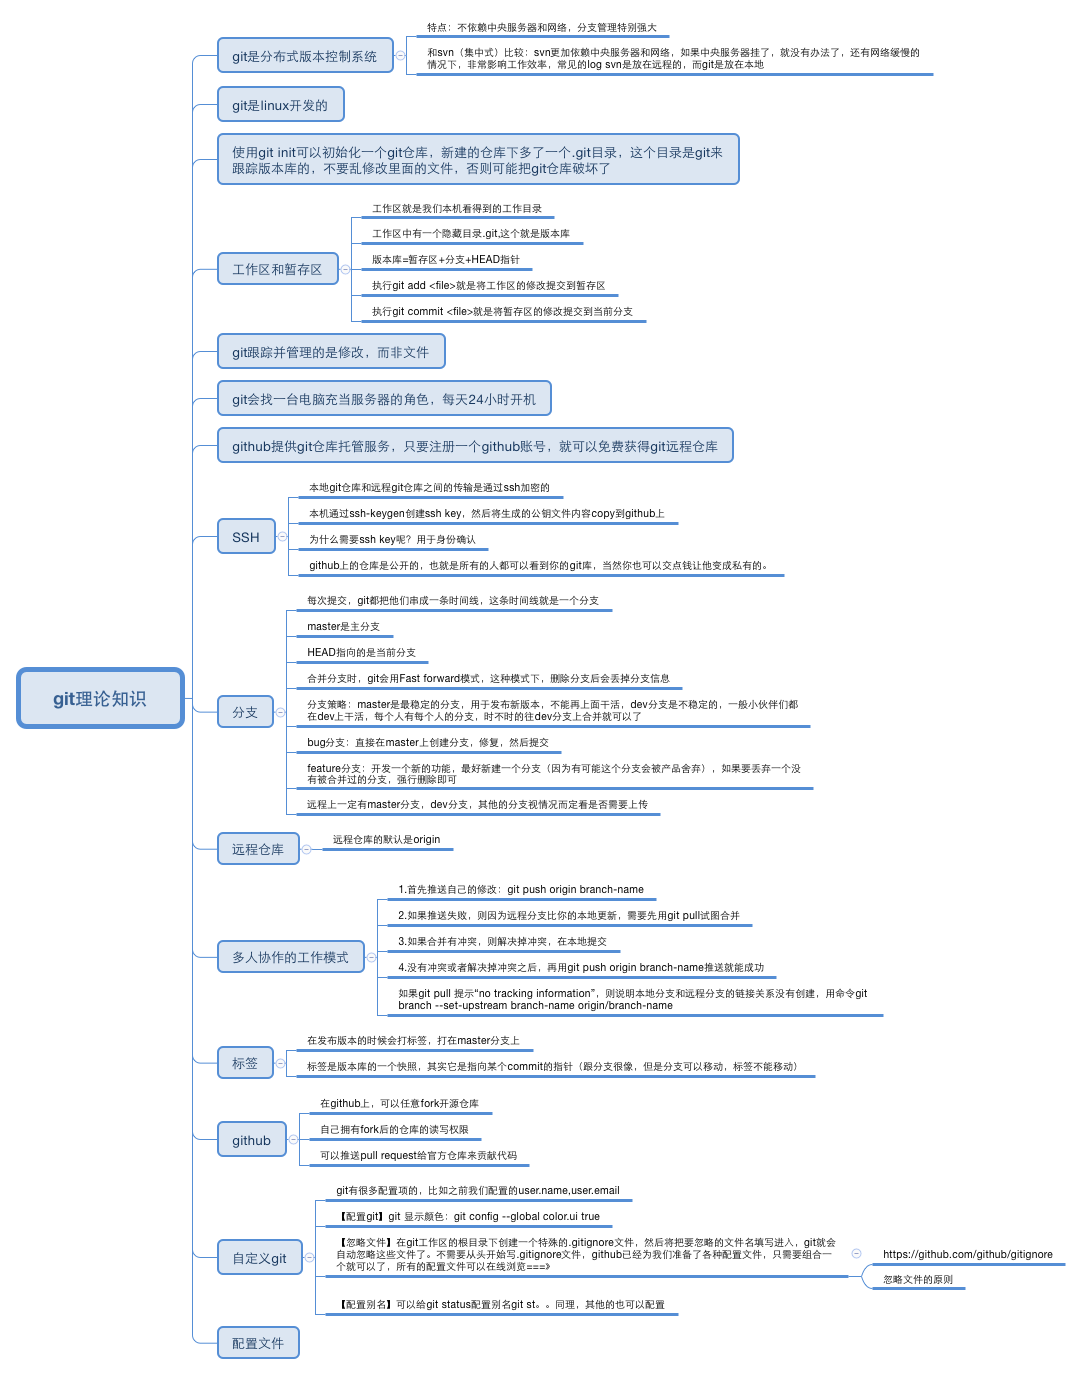 git理论知识
git是分布式版本控制系统
特点：不依赖中央服务器和网络，分支管理特别强大
和svn（集中式）比较：svn更加依赖中央服务器和网络，如果中央服务器挂了，就没有办法了，还有网络缓慢的
情况下，非常影响工作效率，常见的log svn是放在远程的，而git是放在本地
git是linux开发的
使用git init可以初始化一个git仓库，新建的仓库下多了一个.git目录，这个目录是git来
跟踪版本库的，不要乱修改里面的文件，否则可能把git仓库破坏了
工作区和暂存区
工作区就是我们本机看得到的工作目录
工作区中有一个隐藏目录.git,这个就是版本库
版本库=暂存区+分支+HEAD指针
执行git add <file>就是将工作区的修改提交到暂存区
执行git commit <file>就是将暂存区的修改提交到当前分支
git跟踪并管理的是修改，而非文件
git会找一台电脑充当服务器的角色，每天24小时开机
github提供git仓库托管服务，只要注册一个github账号，就可以免费获得git远程仓库
SSH
本地git仓库和远程git仓库之间的传输是通过ssh加密的
本机通过ssh-keygen创建ssh key，然后将生成的公钥文件内容copy到github上
为什么需要ssh key呢？用于身份确认
github上的仓库是公开的，也就是所有的人都可以看到你的git库，当然你也可以交点钱让他变成私有的。
分支
每次提交，git都把他们串成一条时间线，这条时间线就是一个分支
master是主分支
HEAD指向的是当前分支
合并分支时，git会用Fast forward模式，这种模式下，删除分支后会丢掉分支信息
分支策略：master是最稳定的分支，用于发布新版本，不能再上面干活，dev分支是不稳定的，一般小伙伴们都
在dev上干活，每个人有每个人的分支，时不时的往dev分支上合并就可以了
bug分支：直接在master上创建分支，修复，然后提交
feature分支：开发一个新的功能，最好新建一个分支（因为有可能这个分支会被产品舍弃），如果要丢弃一个没
有被合并过的分支，强行删除即可
远程上一定有master分支，dev分支，其他的分支视情况而定看是否需要上传
远程仓库
远程仓库的默认是origin
多人协作的工作模式
1.首先推送自己的修改：git push origin branch-name
2.如果推送失败，则因为远程分支比你的本地更新，需要先用git pull试图合并
3.如果合并有冲突，则解决掉冲突，在本地提交
4.没有冲突或者解决掉冲突之后，再用git push origin branch-name推送就能成功
如果git pull 提示“no tracking information”，则说明本地分支和远程分支的链接关系没有创建，用命令git
branch --set-upstream branch-name origin/branch-name
标签
在发布版本的时候会打标签，打在master分支上
标签是版本库的一个快照，其实它是指向某个commit的指针（跟分支很像，但是分支可以移动，标签不能移动）
github
在github上，可以任意fork开源仓库
自己拥有fork后的仓库的读写权限
可以推送pull request给官方仓库来贡献代码
自定义git
git有很多配置项的，比如之前我们配置的user.name,user.email
【配置git】git 显示颜色：git config --global color.ui true
【忽略文件】在git工作区的根目录下创建一个特殊的.gitignore文件，然后将把要忽略的文件名填写进入，git就会
自动忽略这些文件了。不需要从头开始写.gitignore文件，github已经为我们准备了各种配置文件，只需要组合一
个就可以了，所有的配置文件可以在线浏览===》
https://github.com/github/gitignore
忽略文件的原则
【配置别名】可以给git status配置别名git st。。同理，其他的也可以配置
配置文件